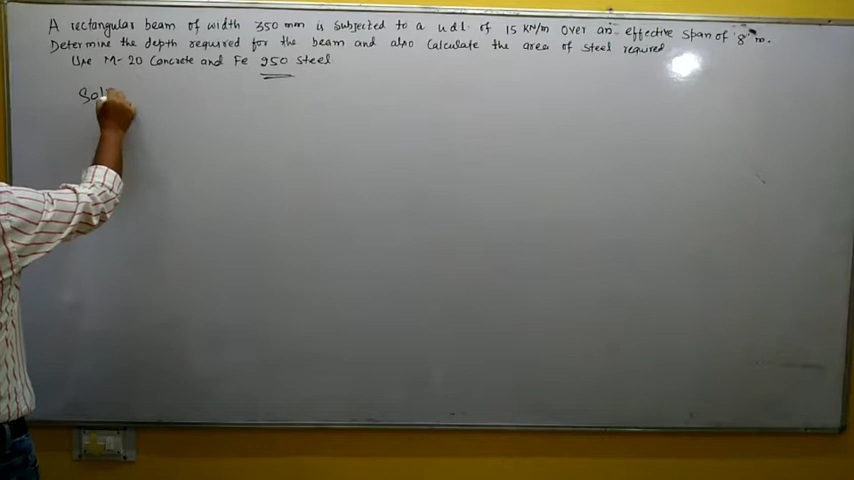 A rectangular beam of width 350 mm is subjected to a u.d.l. of 15 KN/m over an effective span of '8' m.
Determine the depth required for the beam and also calculate the area of steel required
Use M-20 Concrete and Fe 250 steel
Sol